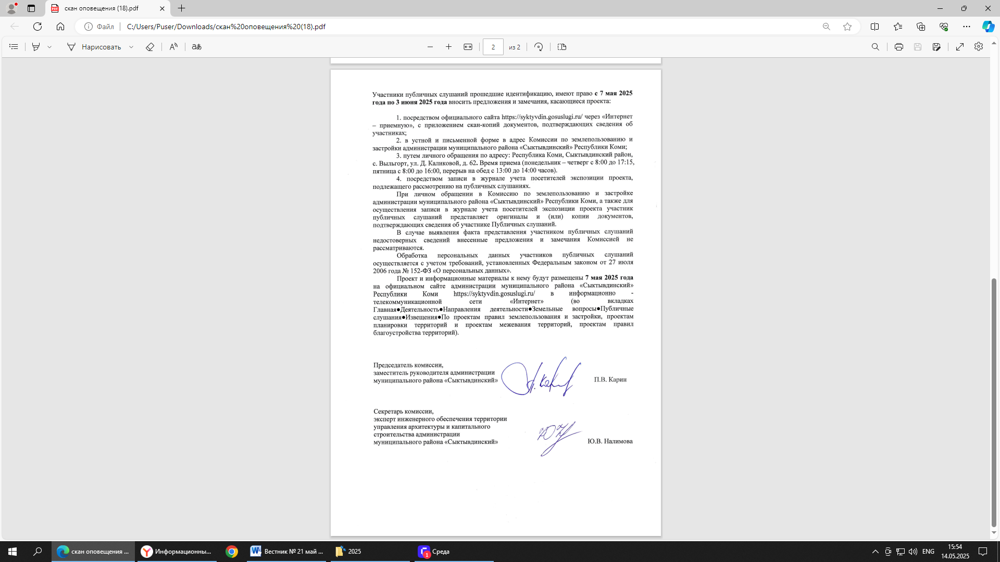 скан оповещения (18).pdf
Файл
C:/Users/Puser/Downloads/скан%20оповещения%20(18).pdf
Нарисовать
2
из 2
Участники публичных слушаний прошедшие идентификацию, имеют право с 7 мая 2025
года по 3 июня 2025 года вносить предложения и замечания, касающиеся проекта:
1. посредством официального сайта https://syktyvdin.gosuslugi.ru/ через «Интернет
– приемную», с приложением скан-копий документов, подтверждающих сведения об
участниках;
2. в устной и письменной форме в адрес Комиссии по землепользованию и
застройки администрации муниципального района «Сыктывдинский» Республики Коми;
3. путем личного обращения по адресу: Республика Коми, Сыктывдинский район,
с. Выльгорт, ул. Д. Каликовой, д. 62. Время приема (понедельник – четверг с 8:00 до 17:15,
пятница с 8:00 до 16:00, перерыв на обед с 13:00 до 14:00 часов).
4. посредством записи в журнале учета посетителей экспозиции проекта,
подлежащего рассмотрению на публичных слушаниях.
При личном обращении в Комиссию по землепользованию и застройке
администрации муниципального района «Сыктывдинский» Республики Коми, а также для
осуществления записи в журнале учета посетителей экспозиции проекта участник
публичных слушаний представляет оригиналы и (или) копии документов,
подтверждающих сведения об участнике Публичных слушаний.
В случае выявления факта представления участником публичных слушаний
недостоверных сведений внесенные предложения и замечания Комиссией не
рассматриваются.
Обработка персональных данных участников публичных слушаний
осуществляется с учетом требований, установленных Федеральным законом от 27 июля
2006 года № 152-ФЗ «О персональных данных».
Проект и информационные материалы к нему будут размещены 7 мая 2025 года
на официальном сайте администрации муниципального района «Сыктывдинский»
Республики Коми https://syktyvdin.gosuslugi.ru/ в информационно -
телекоммуникационной сети «Интернет» (во вкладках
Главная●Деятельность●Направления деятельности●Земельные вопросы●Публичные
слушания●Извещения●По проектам правил землепользования и застройки, проектам
планировки территорий и проектам межевания территорий, проектам правил
благоустройства территорий).
Председатель комиссии,
заместитель руководителя администрации
муниципального района «Сыктывдинский»
П.В. Карин
Секретарь комиссии,
эксперт инженерного обеспечения территории
управления архитектуры и капитального
строительства администрации
муниципального района «Сыктывдинский»
Ю.В. Налимова
скан оповещения ...
Информационны...
Вестник № 21 май ...
2025
1
Среда
ENG
15:54
14.05.2025